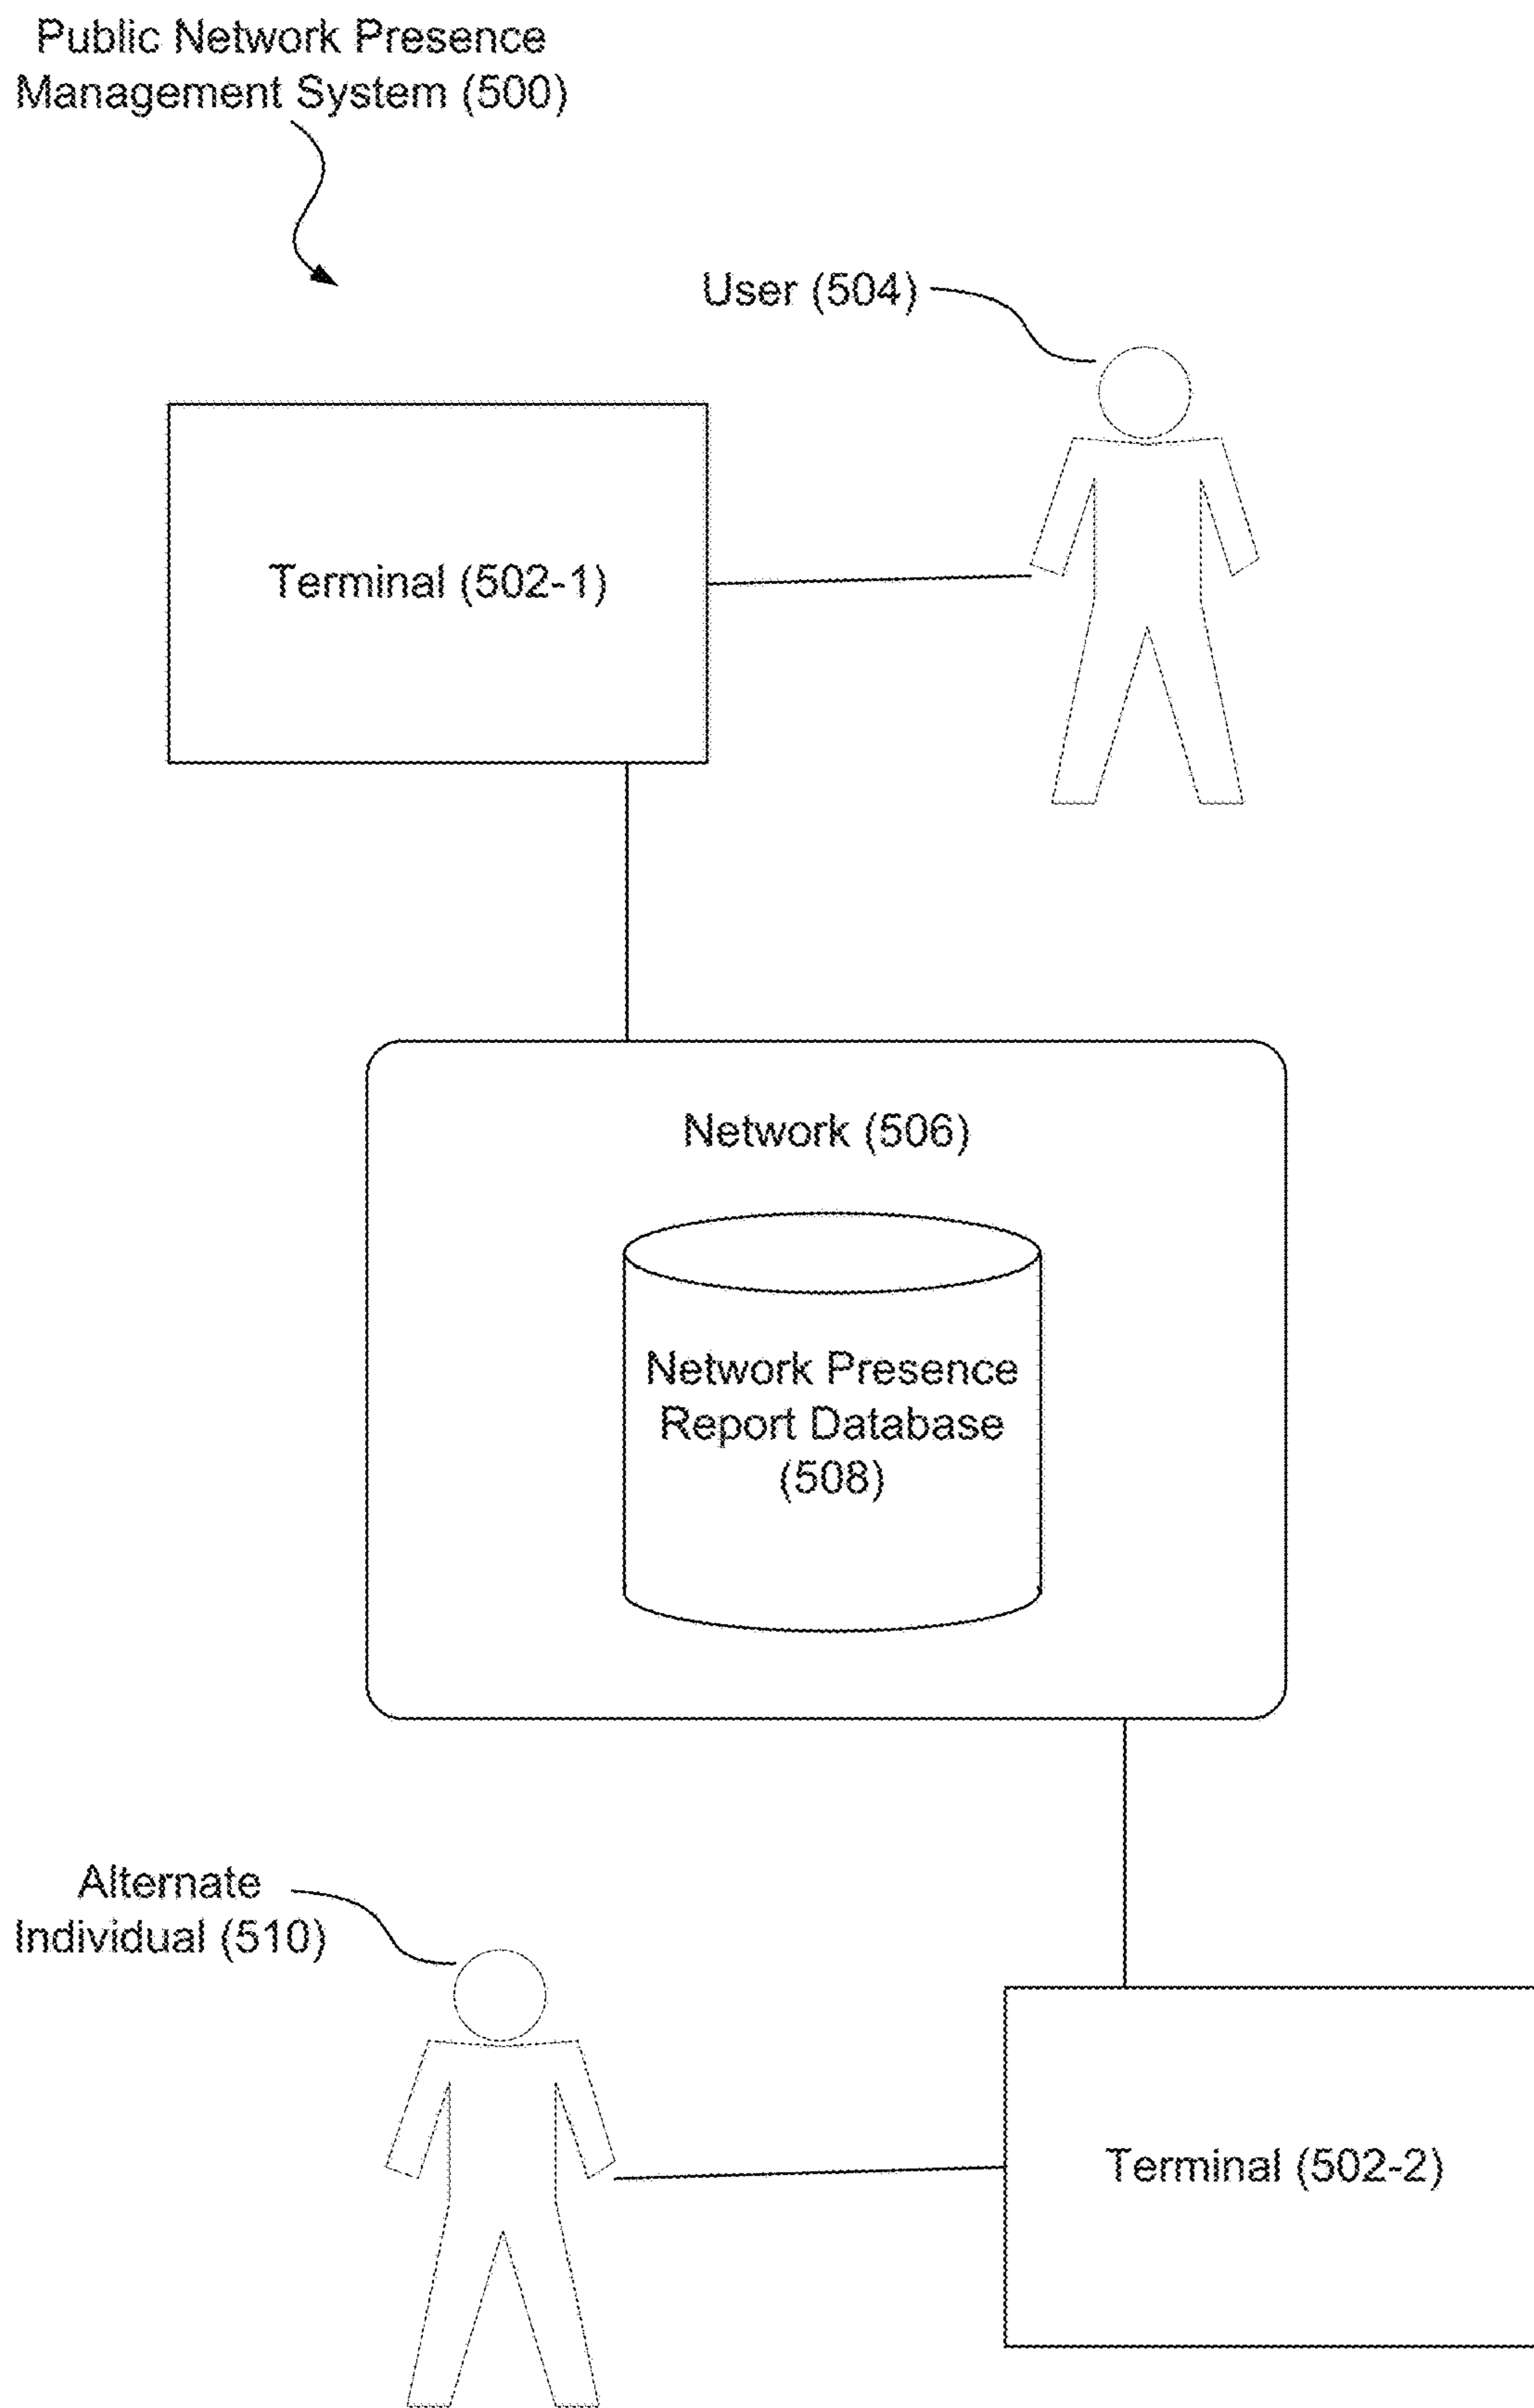 Public Network Presence
Management System (500)
User (504)
Terminal (502-1)
Network (506)
Network Presence
Report Database
(508)
Alternate
Individual (510)
Terminal (502-2)